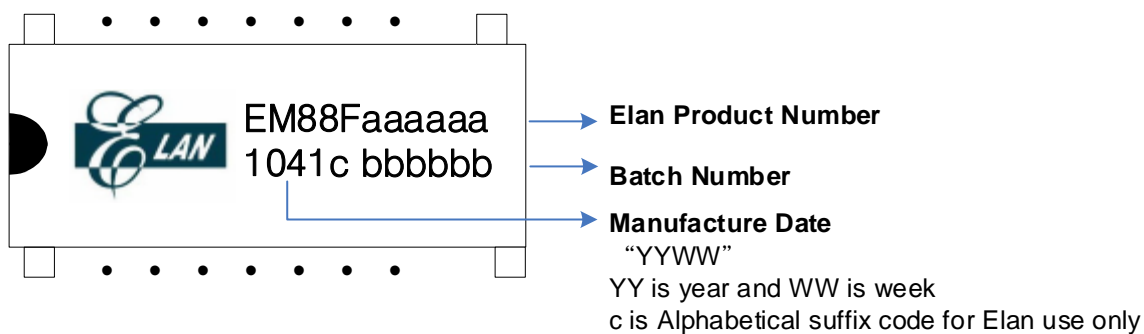 ELAN
EM88Faaaaaa
1041c bbbbbb
Elan Product Number
Batch Number
Manufacture Date
“YYWW”
YY is year and WW is week
c is Alphabetical suffix code for Elan use only